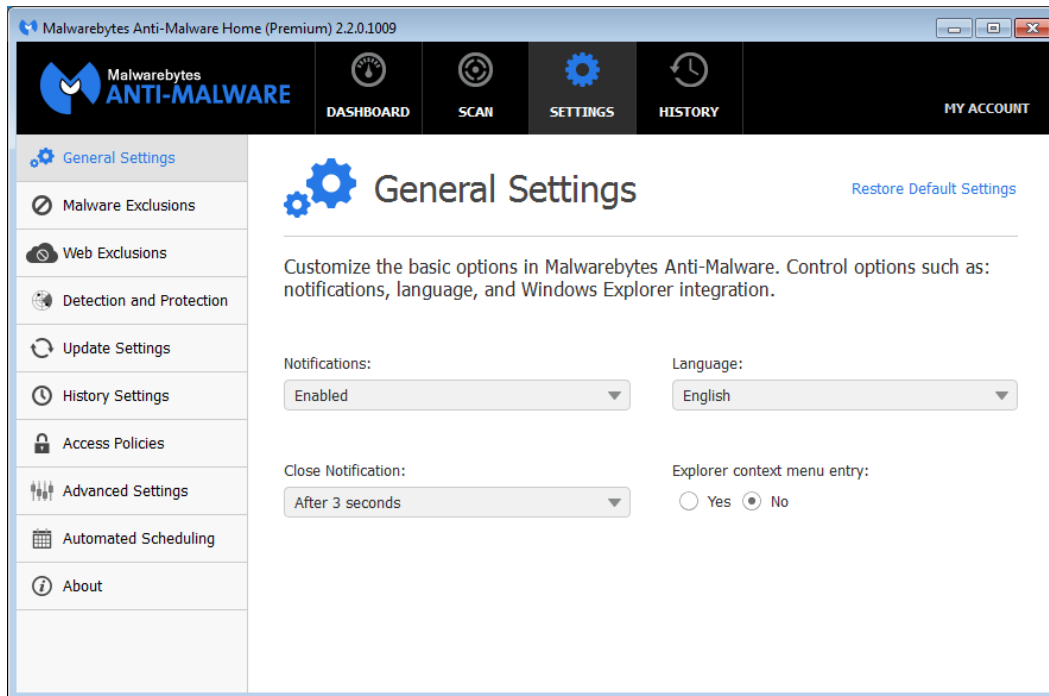 Malwarebytes Anti-Malware Home (Premium) 2.2.0.1009
Malwarebytes
ANTI-MALWARE
DASHBOARD
SCAN
SETTINGS
HISTORY
MY ACCOUNT
General Settings
Malware Exclusions
Web Exclusions
Detection and Protection
Update Settings
History Settings
Access Policies
Advanced Settings
Automated Scheduling
About
General Settings
Restore Default Settings
Customize the basic options in Malwarebytes Anti-Malware. Control options such as:
notifications, language, and Windows Explorer integration.
Notifications:
Enabled
Language:
English
Close Notification:
After 3 seconds
Explorer context menu entry:
Yes No